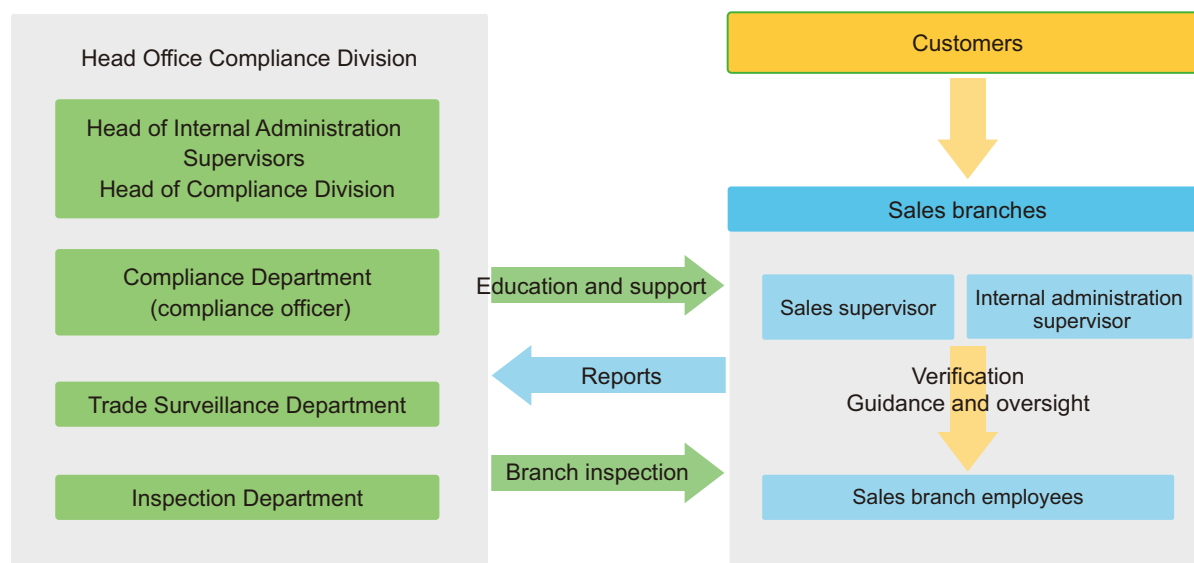 Head Office Compliance Division
Head of Internal Administration
Supervisors
Head of Compliance Division
Compliance Department
(compliance officer)
Trade Surveillance Department
Inspection Department
Education and support
Reports
Branch inspection
Customers
Sales branches
Sales supervisor
Internal administration
supervisor
Verification
Guidance and oversight
Sales branch employees